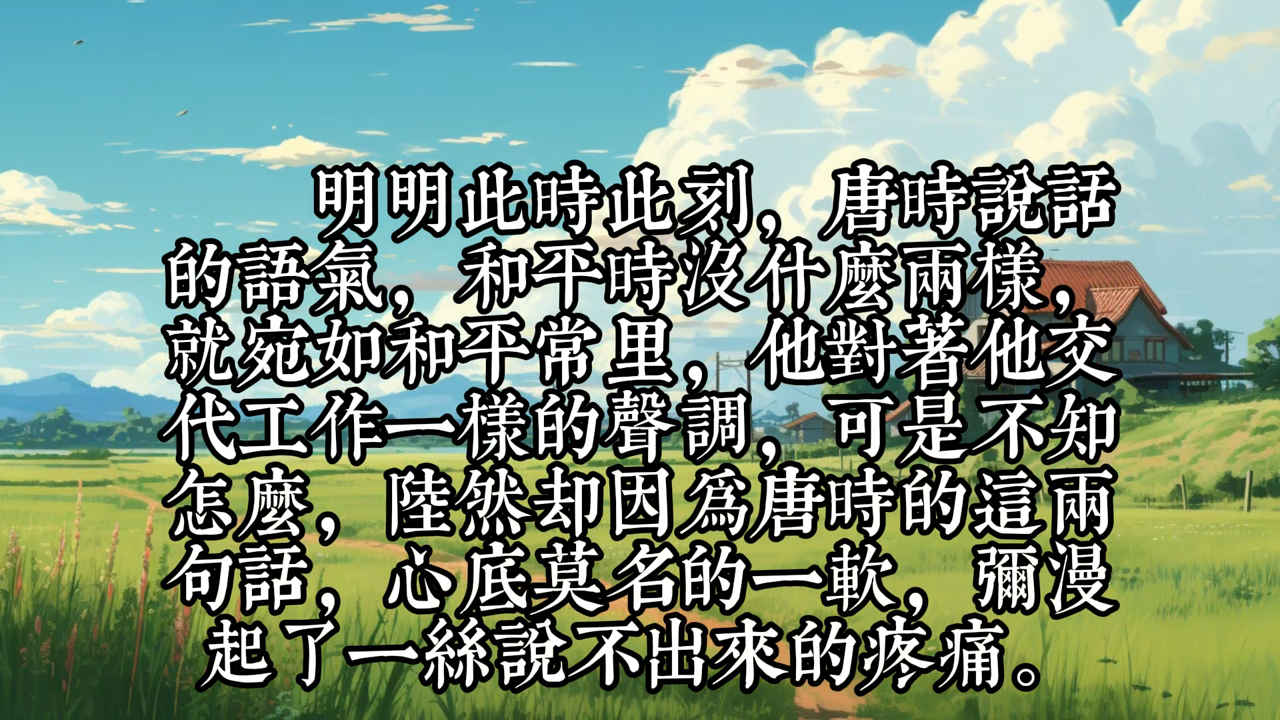 明明此時此刻，唐時說話
的語氣，和平時沒什麼兩樣，
就宛如和平常里，他對著他交
代工作一樣的聲調，可是不知
怎麼，陸然却因爲唐時的這兩
句話，心底莫名的一軟，彌漫
起了一絲說不出來的疼痛。